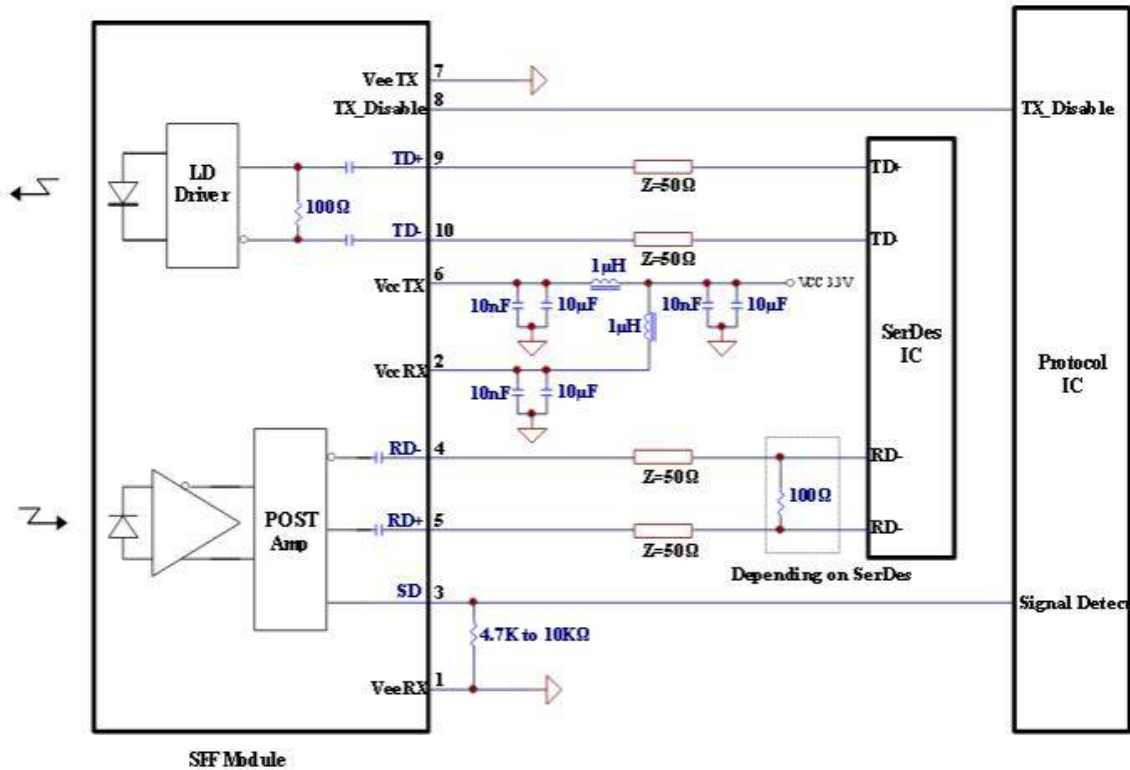 VeeTX
7
TX_Disable
8
TX_Disable
LD
Driver
100Ω
TD+
9
Z=50Ω
TD+
TD-
10
Z=50Ω
TD-
1μH
VccTX
6
VCC 3.3V
10nF
10μF
1μH
10nF
10μF
SerDes
IC
Protocol
IC
VccRX
2
10nF
10μF
POST
Amp
RD-
4
Z=50Ω
RD-
100Ω
RD+
5
Z=50Ω
RD-
Depending on SerDes
SD
3
Signal Detect
4.7K to 10KΩ
VeeRX
1
SFF Module